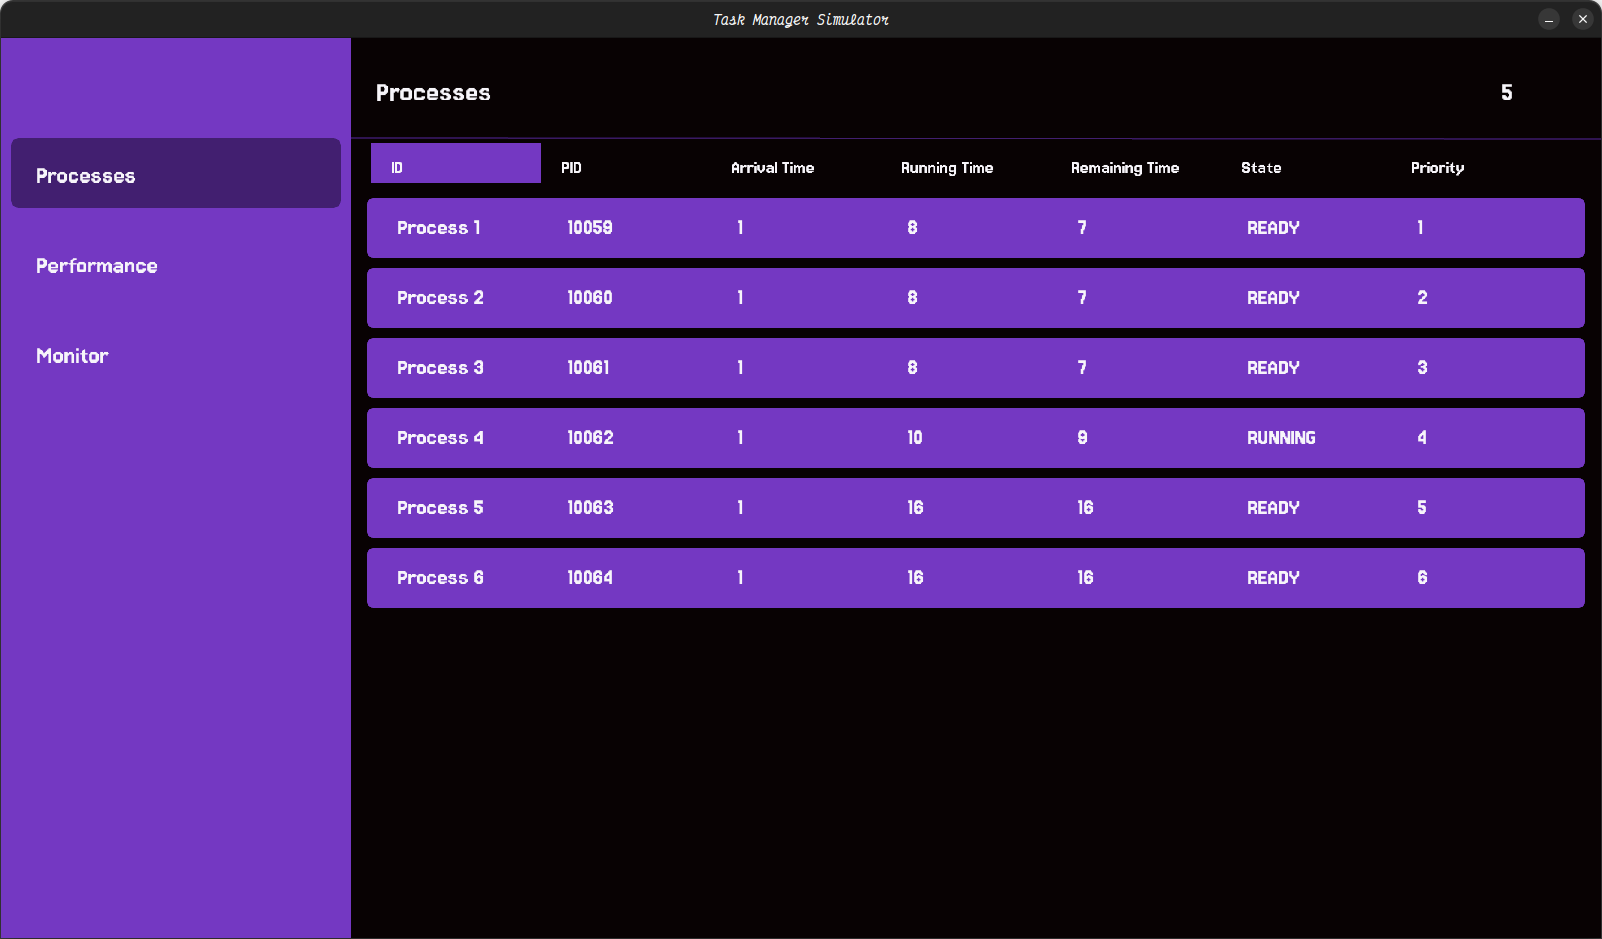 Task Manager Simulator
Processes 5
Processes
Performance
Monitor
ID PID Arrival Time Running Time Remaining Time State Priority
Process 1 10059 1 8 7 READY 1
Process 2 10060 1 8 7 READY 2
Process 3 10061 1 8 7 READY 3
Process 4 10062 1 10 9 RUNNING 4
Process 5 10063 1 16 16 READY 5
Process 6 10064 1 16 16 READY 6